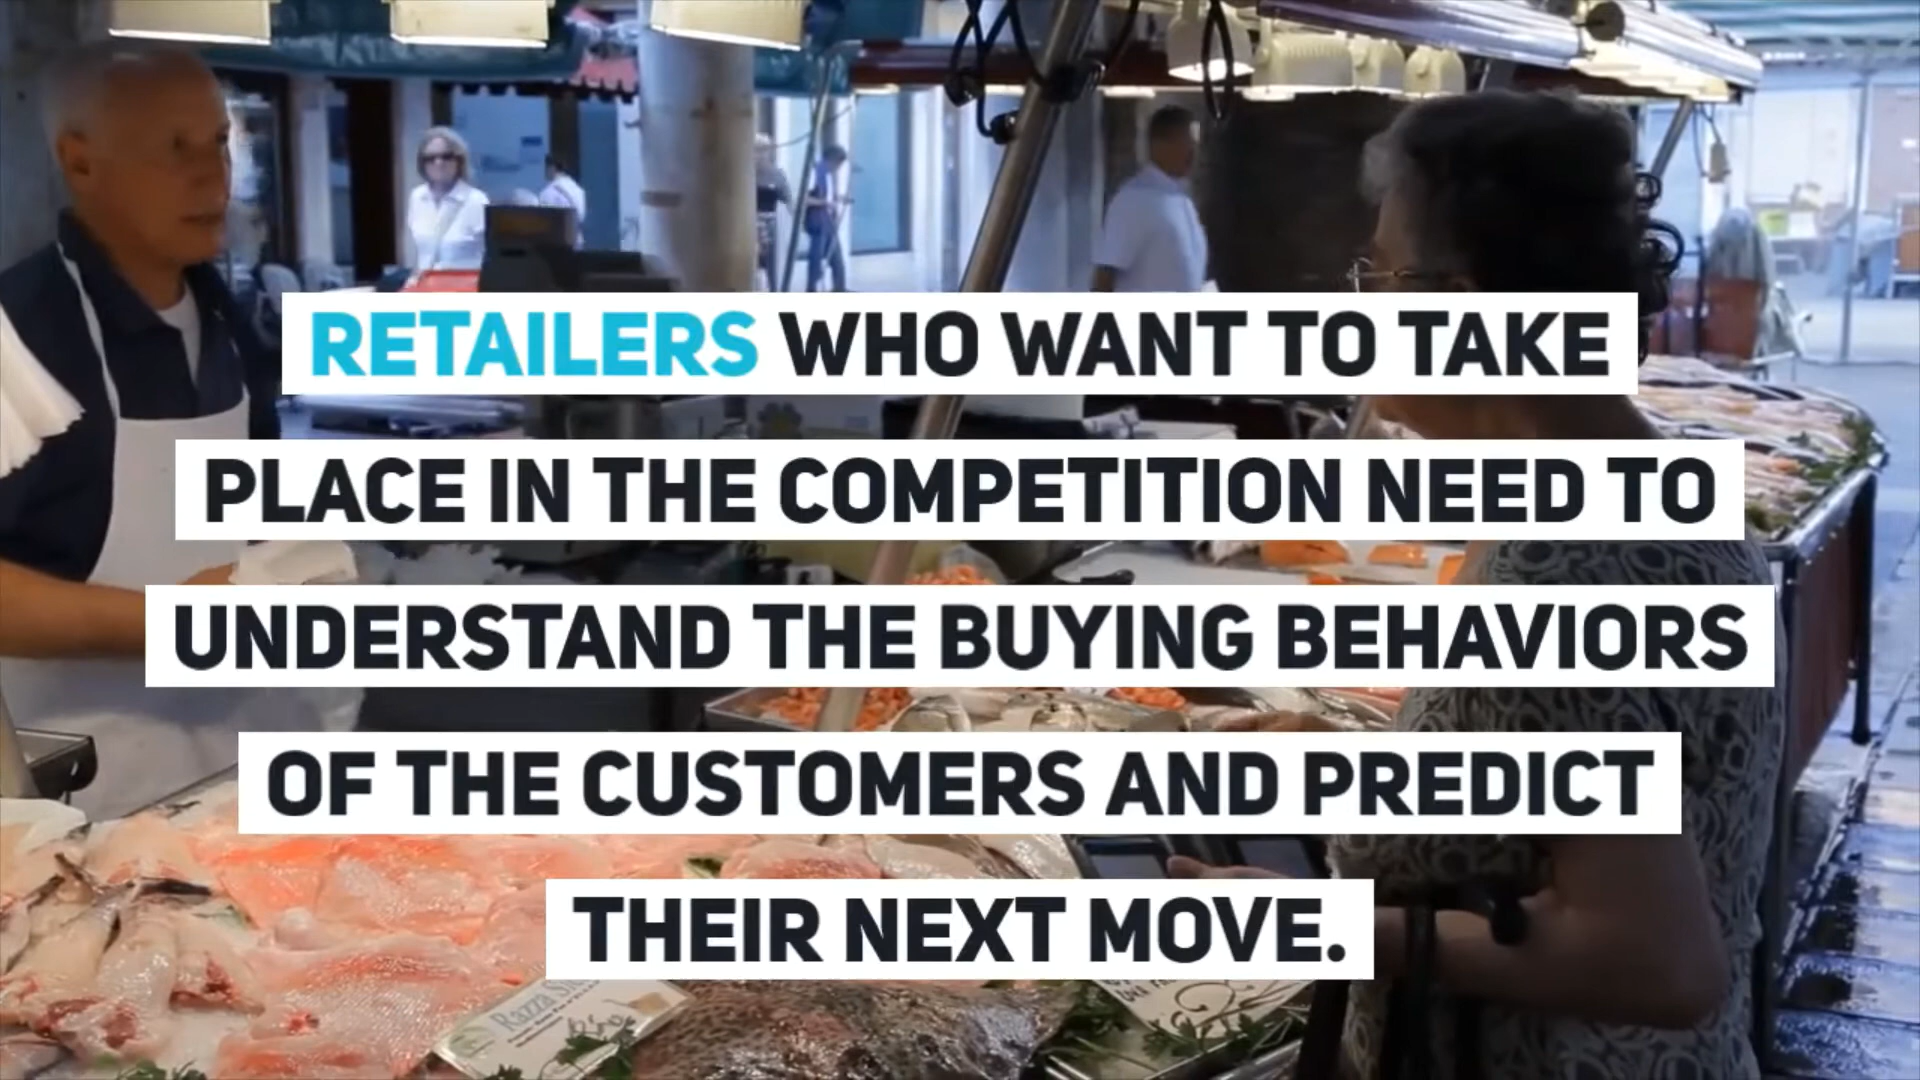 RETAILERS WHO WANT TO TAKE
PLACE IN THE COMPETITION NEED TO
UNDERSTAND THE BUYING BEHAVIORS
OF THE CUSTOMERS AND PREDICT
THEIR NEXT MOVE.
Razza